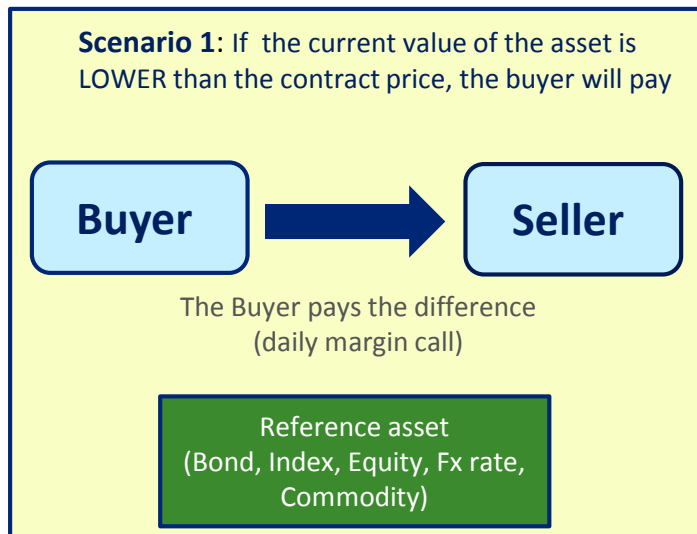 Scenario 1: If the current value of the asset is
LOWER than the contract price, the buyer will pay
Buyer
Seller
The Buyer pays the difference
(daily margin call)
Reference asset
(Bond, Index, Equity, Fx rate,
Commodity)